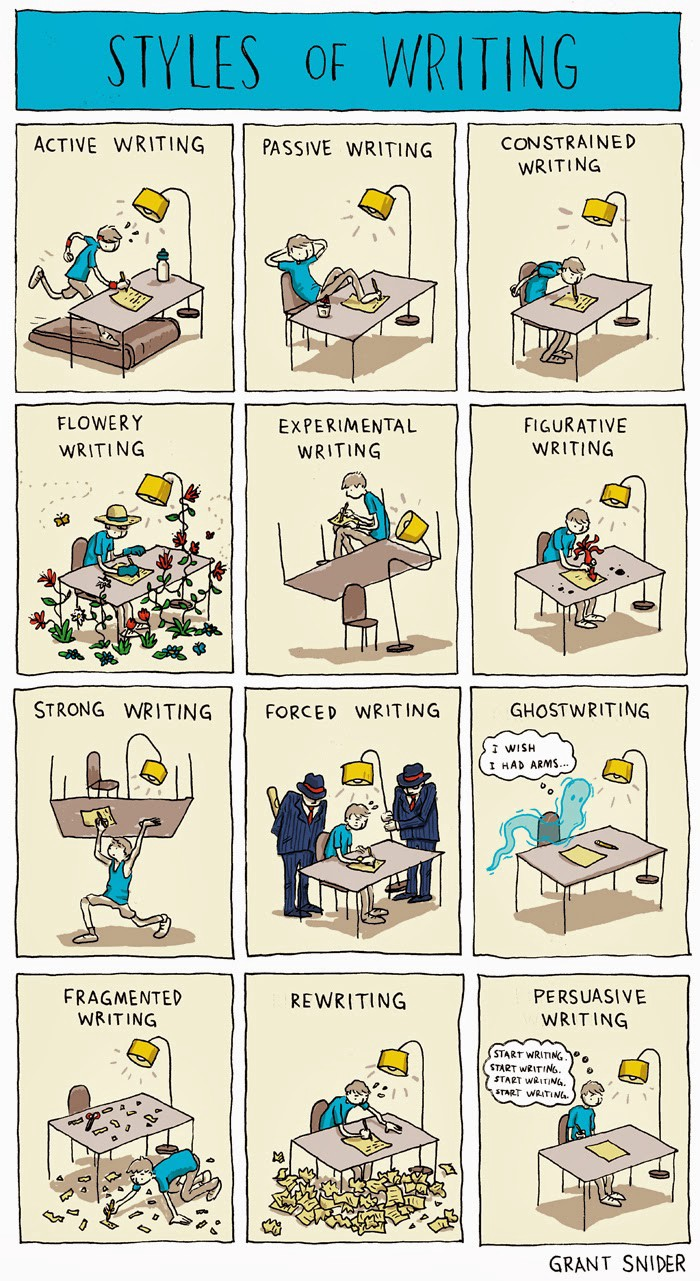 STYLES OF WRITING
ACTIVE WRITING
PASSIVE WRITING
CONSTRAINED
WRITING
FLOWERY
WRITING
EXPERIMENTAL
WRITING
FIGURATIVE
WRITING
STRONG WRITING
FORCED WRITING
GHOSTWRITING
I WISH
I HAD ARMS...
FRAGMENTED
WRITING
REWRITING
PERSUASIVE
WRITING
START WRITING.
START WRITING.
START WRITING.
START WRITING.
GRANT SNIDER